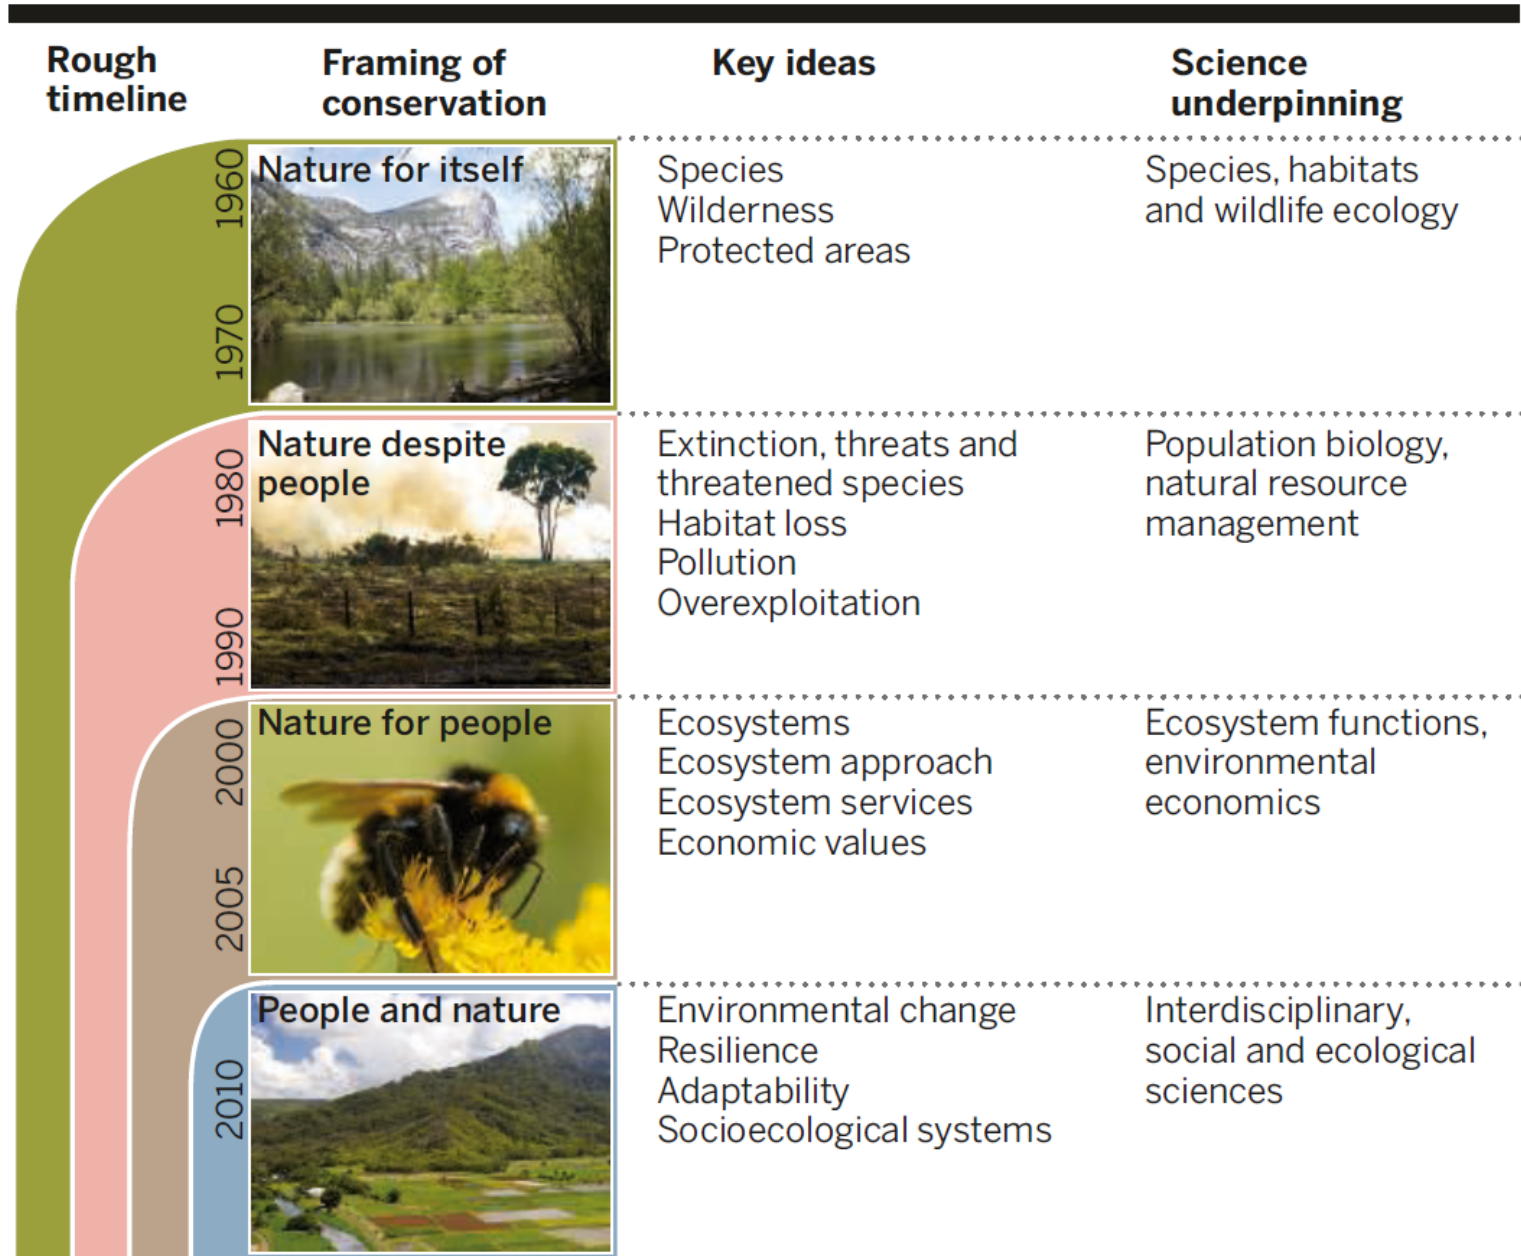 Rough
timeline
Framing of
conservation
Key ideas
Science
underpinning
1960
1970
Nature for itself
Species
Wilderness
Protected areas
Species, habitats
and wildlife ecology
1980
1990
Nature despite
people
Extinction, threats and
threatened species
Habitat loss
Pollution
Overexploitation
Population biology,
natural resource
management
2000
2005
Nature for people
Ecosystems
Ecosystem approach
Ecosystem services
Economic values
Ecosystem functions,
environmental
economics
2010
People and nature
Environmental change
Resilience
Adaptability
Socioecological systems
Interdisciplinary,
social and ecological
sciences